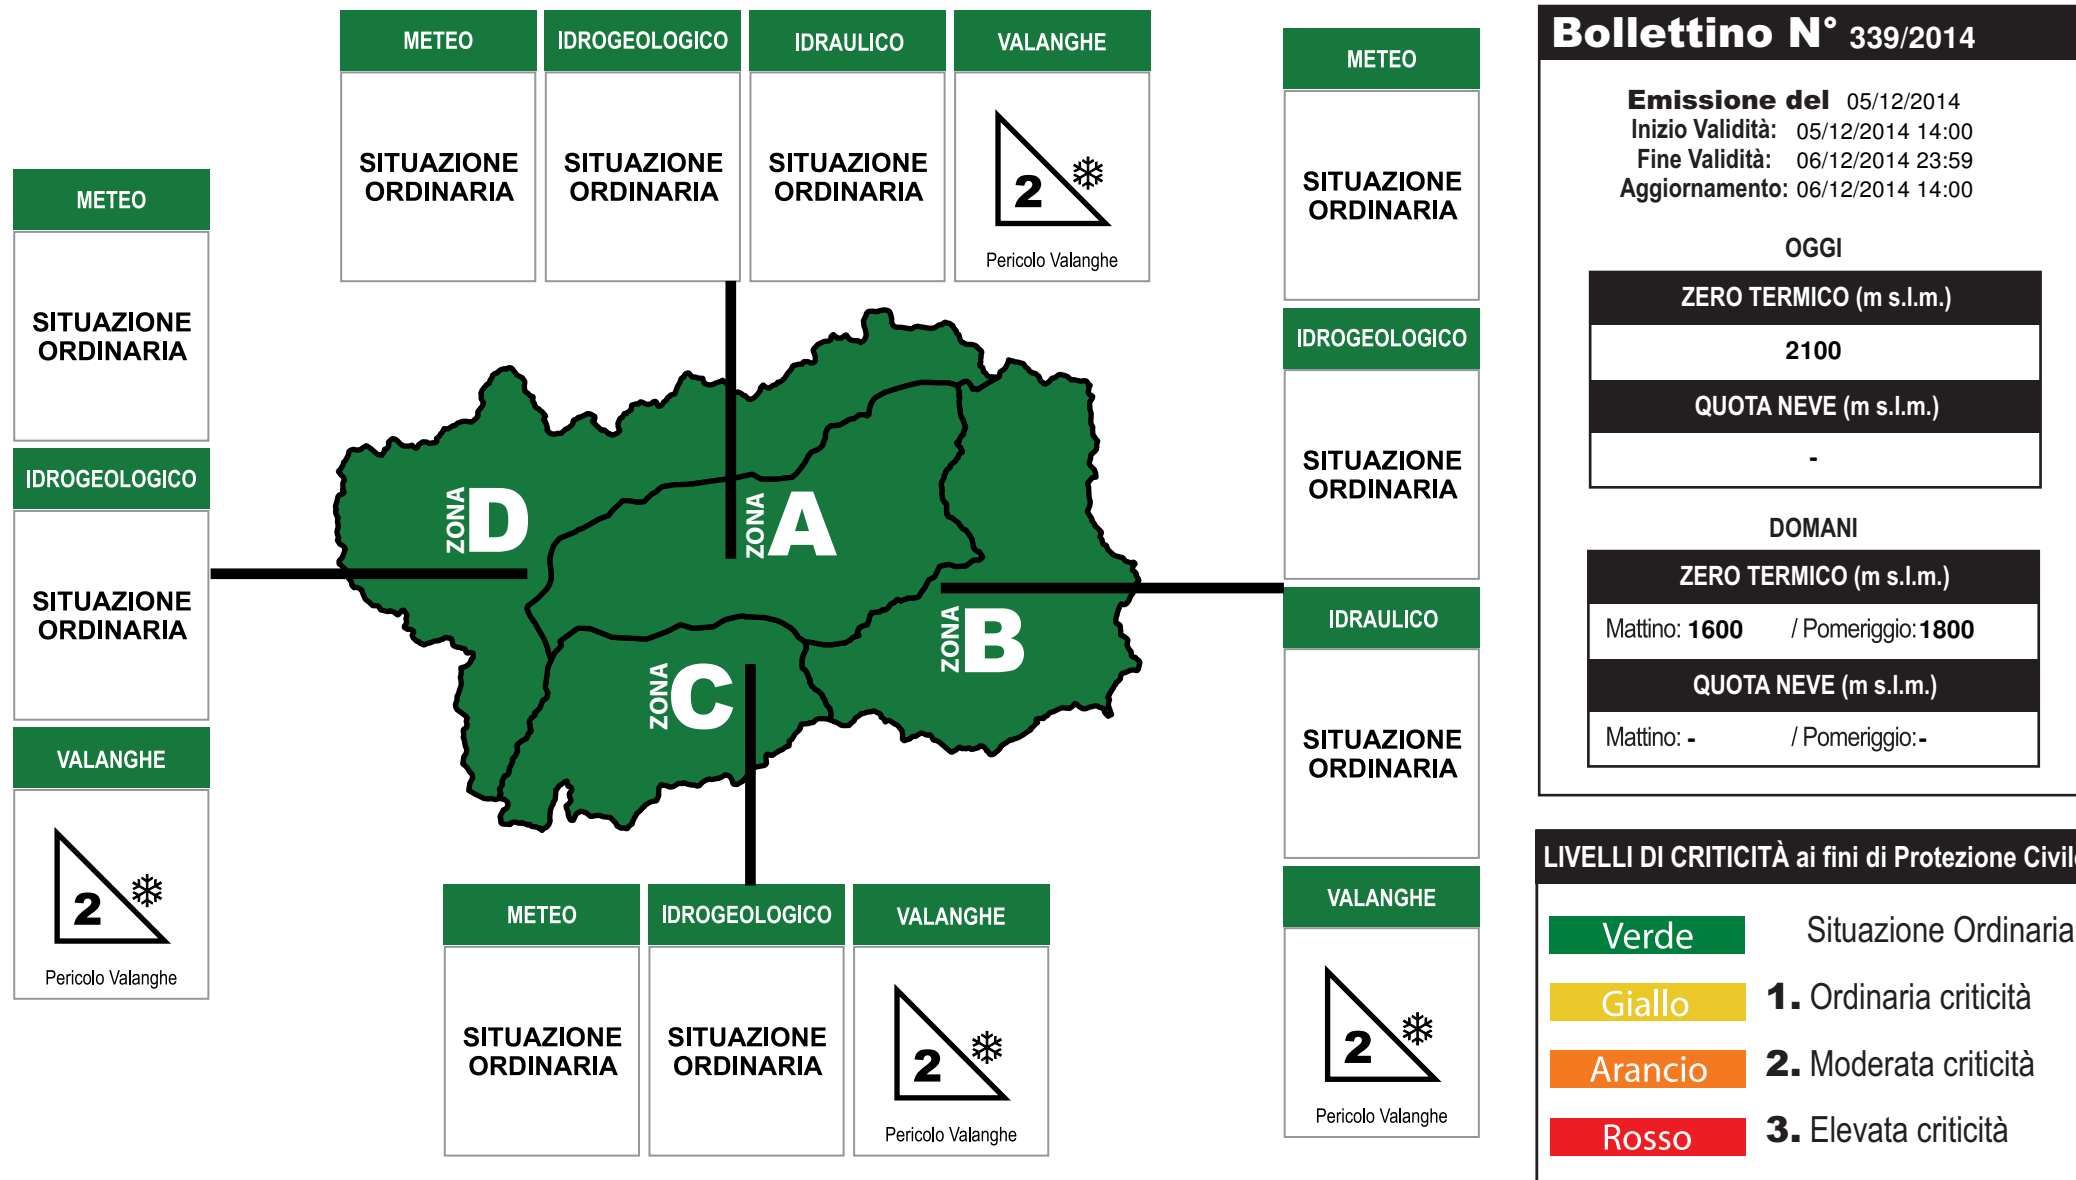 METEO
SITUAZIONE
ORDINARIA
IDROGEOLOGICO
SITUAZIONE
ORDINARIA
VALANGHE
2
Pericolo Valanghe
METEO IDROGEOLOGICO IDRAULICO VALANGHE
SITUAZIONE SITUAZIONE SITUAZIONE
ORDINARIA ORDINARIA ORDINARIA
2
Pericolo Valanghe
ZONA D
ZONA A
ZONA B
ZONA C
METEO IDROGEOLOGICO VALANGHE
SITUAZIONE SITUAZIONE
ORDINARIA ORDINARIA
2
Pericolo Valanghe
METEO
SITUAZIONE
ORDINARIA
IDROGEOLOGICO
SITUAZIONE
ORDINARIA
IDRAULICO
SITUAZIONE
ORDINARIA
VALANGHE
2
Pericolo Valanghe
Bollettino N° 339/2014
Emissione del 05/12/2014
Inizio Validità: 05/12/2014 14:00
Fine Validità: 06/12/2014 23:59
Aggiornamento: 06/12/2014 14:00
OGGI
ZERO TERMICO (m s.l.m.)
2100
QUOTA NEVE (m s.l.m.)
-
DOMANI
ZERO TERMICO (m s.l.m.)
Mattino: 1600 / Pomeriggio: 1800
QUOTA NEVE (m s.l.m.)
Mattino: - / Pomeriggio: -
LIVELLI DI CRITICITÀ ai fini di Protezione Civile
Verde Situazione Ordinaria
Giallo 1. Ordinaria criticità
Arancio 2. Moderata criticità
Rosso 3. Elevata criticità